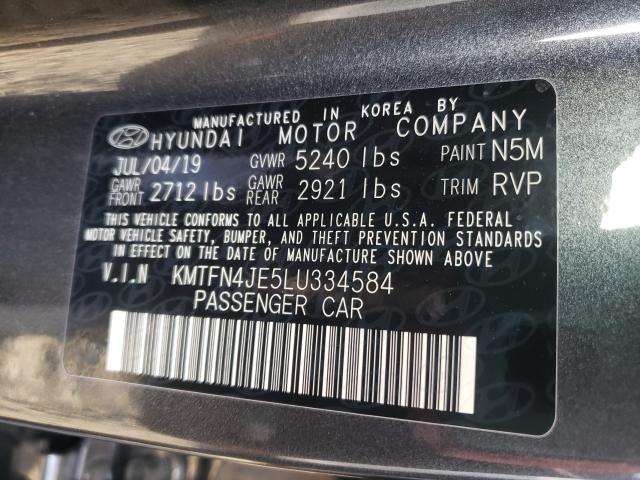 MANUFACTURED IN KOREA BY
HYUNDAI MOTOR COMPANY
JUL/04/19 GVWR 5240 lbs PAINT N5M
GAWR FRONT 2712 lbs GAWR REAR 2921 lbs TRIM RVP
THIS VEHICLE CONFORMS TO ALL APPLICABLE U.S.A. FEDERAL
MOTOR VEHICLE SAFETY, BUMPER, AND THEFT PREVENTION STANDARDS
IN EFFECT ON THE DATE OF MANUFACTURE SHOWN ABOVE
V.I.N KMTFN4JE5LU334584
PASSENGER CAR